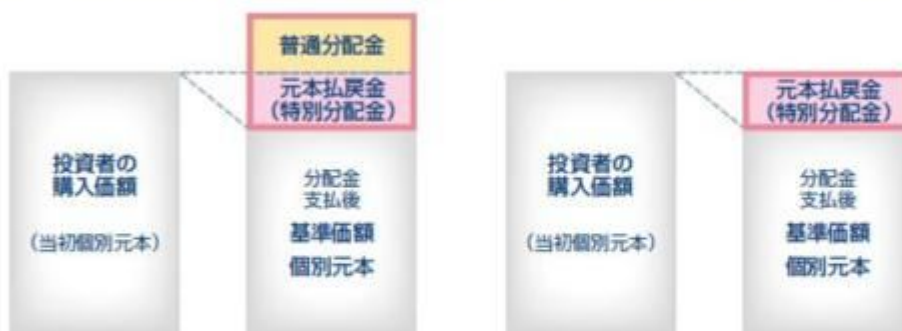 普通分配金
元本払戻金
(特別分配金)
投資者の
購入価額
(当初個別元本)
分配金
支払後
基準価額
個別元本
元本払戻金
(特別分配金)
投資者の
購入価額
(当初個別元本)
分配金
支払後
基準価額
個別元本